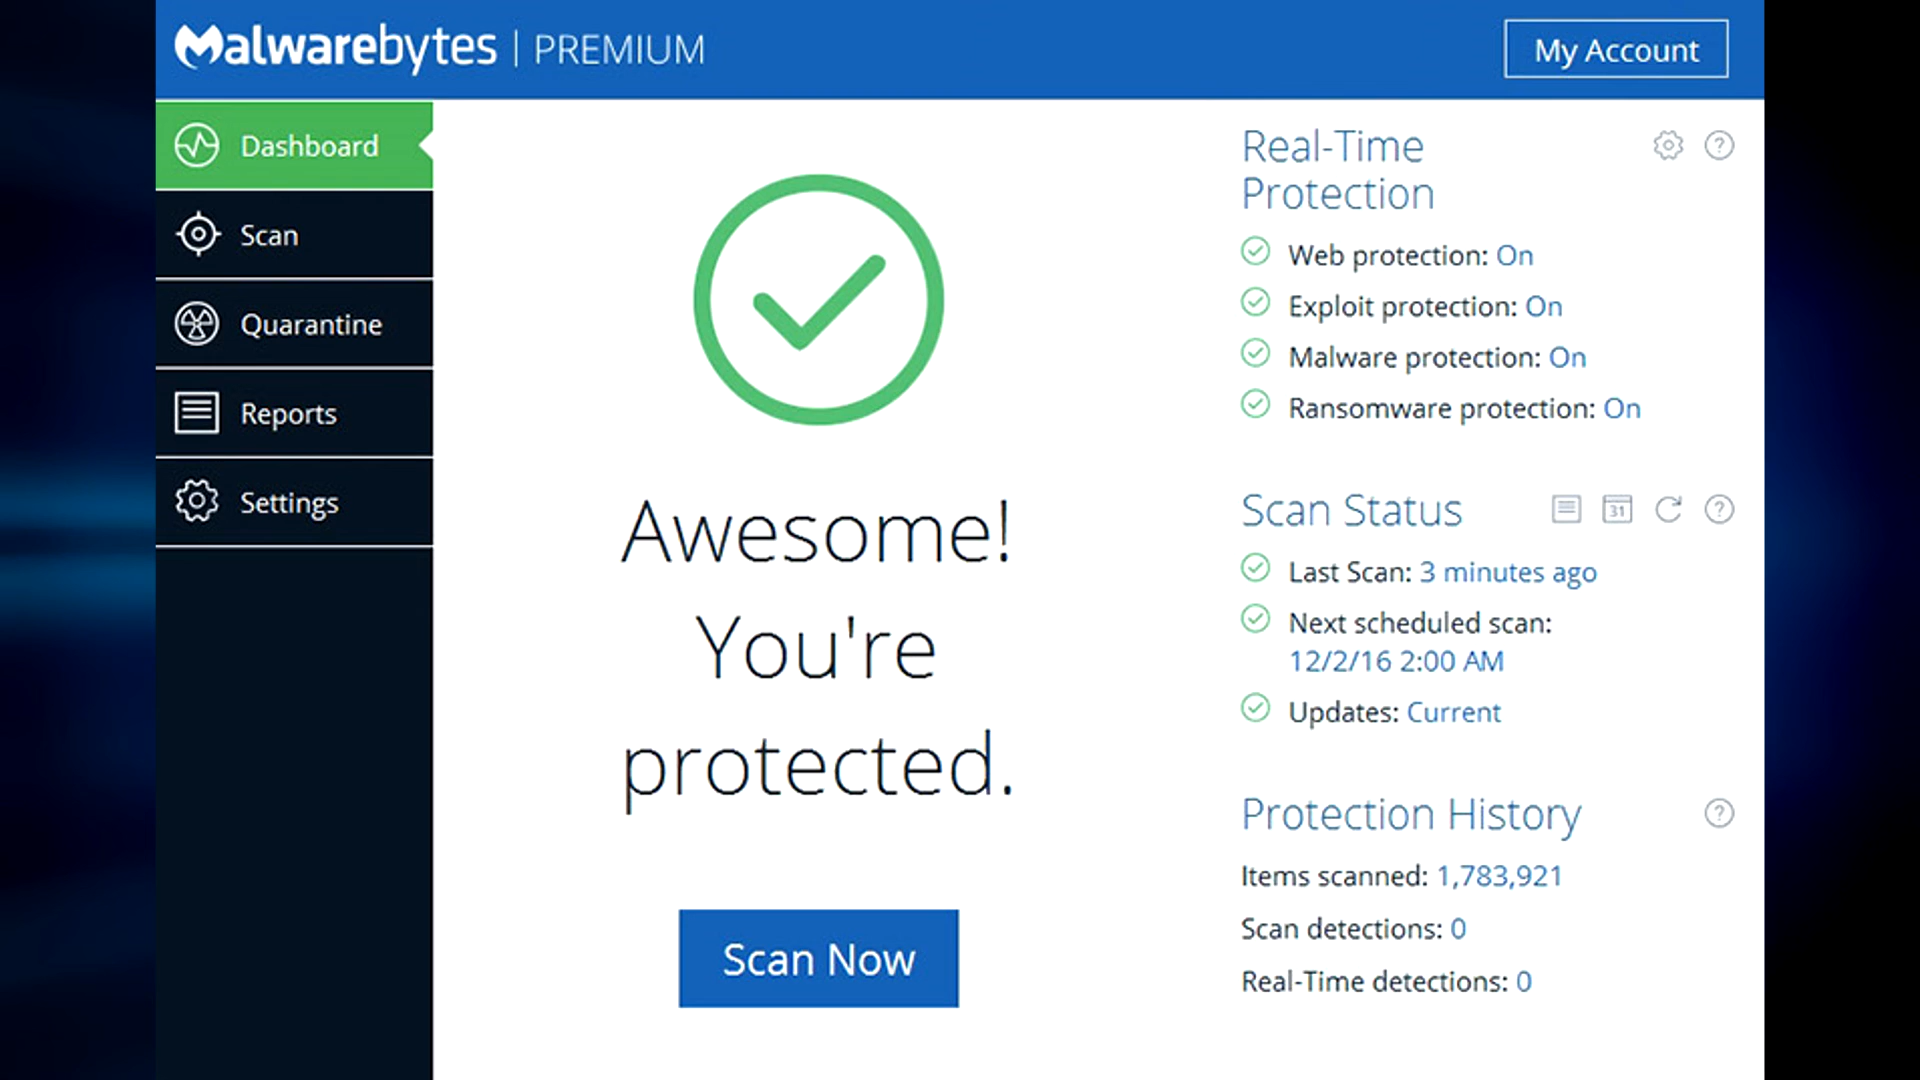 Malwarebytes | PREMIUM
My Account
Dashboard
Scan
Quarantine
Reports
Settings
Awesome!
You're
protected.
Scan Now
Real-Time
Protection
Web protection: On
Exploit protection: On
Malware protection: On
Ransomware protection: On
Scan Status
31
Last Scan: 3 minutes ago
Next scheduled scan:
12/2/16 2:00 AM
Updates: Current
Protection History
Items scanned: 1,783,921
Scan detections: 0
Real-Time detections: 0